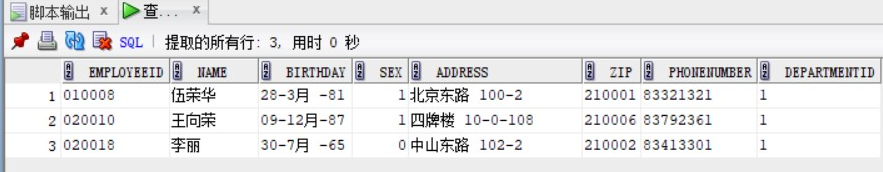 脚本输出 × 查... ×
SQL | 提取的所有行: 3, 用时 0 秒
EMPLOYEEID NAME BIRTHDAY SEX ADDRESS ZIP PHONENUMBER DEPARTMENTID
1 010008 伍荣华 28-3月 -81 1 北京东路 100-2 210001 83321321 1
2 020010 王向荣 09-12月-87 1 四牌楼 10-0-108 210006 83792361 1
3 020018 李丽 30-7月 -65 0 中山东路 102-2 210002 83413301 1